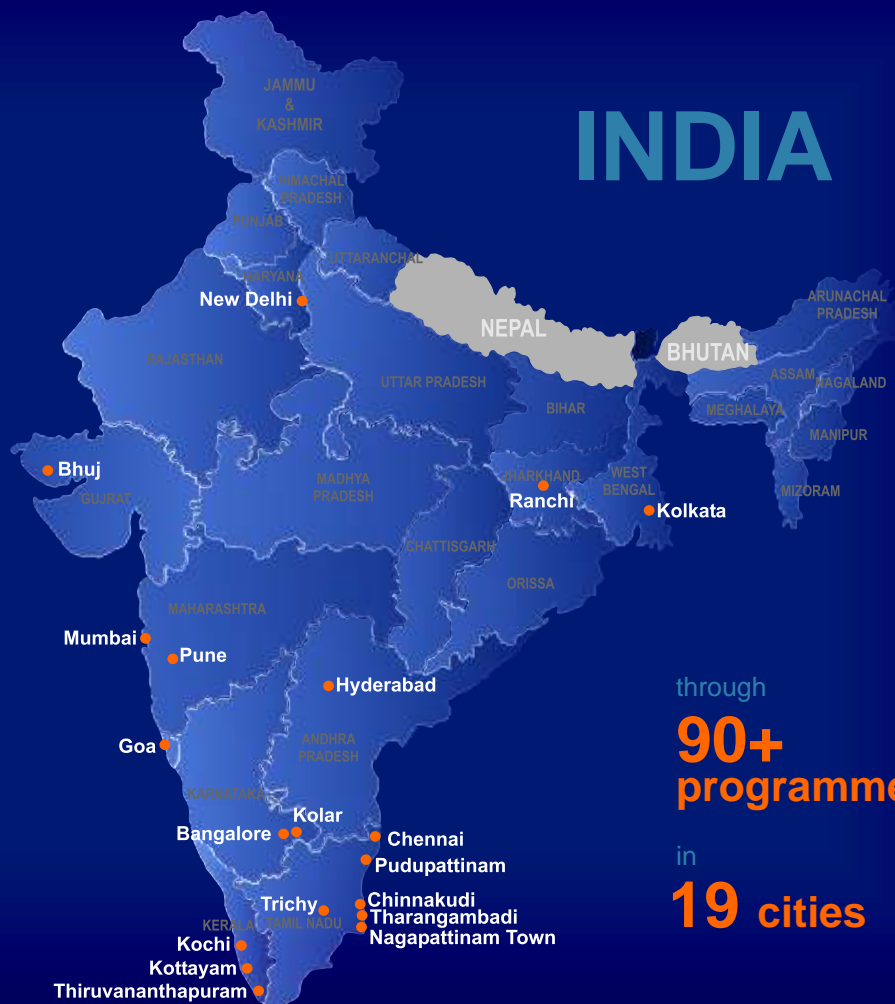 JAMMU
&
KASHMIR
INDIA
HIMACHAL
PRADESH
PUNJAB
UTTARANCHAL
HARYANA
New Delhi
ARUNACHAL
PRADESH
NEPAL
BHUTAN
RAJASTHAN
UTTAR PRADESH
ASSAM
NAGALAND
BIHAR
MEGHALAYA
MANIPUR
Bhuj
GUJRAT
MADHYA
PRADESH
JHARKHAND
Ranchi
WEST
BENGAL
Kolkata
MIZORAM
CHATTISGARH
ORISSA
MAHARASHTRA
Mumbai
Pune
Hyderabad
through
90+
programme
Goa
ANDHRA
PRADESH
KARNATAKA
Kolar
Bangalore
Chennai
Pudupattinam
in
19 cities
Trichy
Chinnakudi
Tharangambadi
Nagapattinam Town
KERALA
TAMIL NADU
Kochi
Kottayam
Thiruvananthapuram